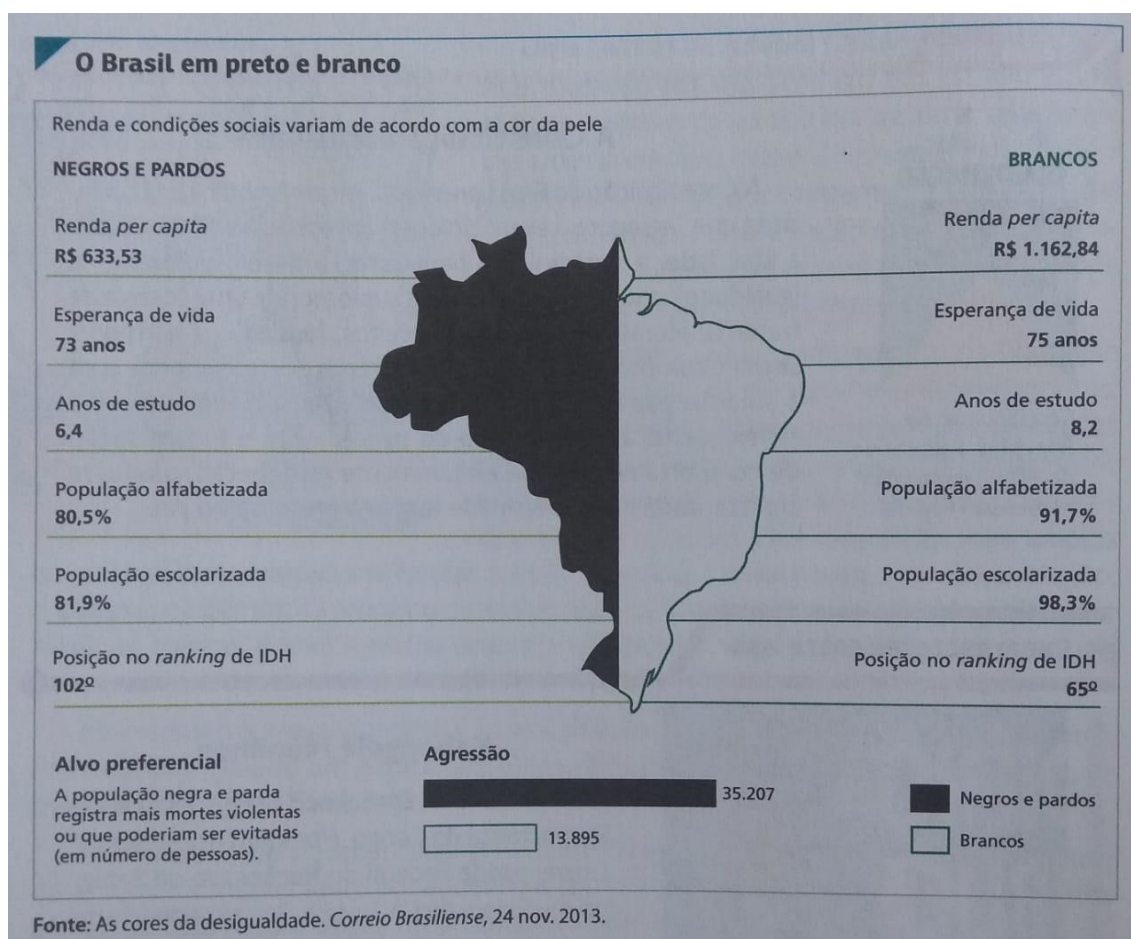 O Brasil em preto e branco
Renda e condições sociais variam de acordo com a cor da pele
NEGROS E PARDOS
Renda per capita
R$ 633,53
Esperança de vida
73 anos
Anos de estudo
6,4
População alfabetizada
80,5%
População escolarizada
81,9%
Posição no ranking de IDH
102º
BRANCOS
Renda per capita
R$ 1.162,84
Esperança de vida
75 anos
Anos de estudo
8,2
População alfabetizada
91,7%
População escolarizada
98,3%
Posição no ranking de IDH
65º
Alvo preferencial
A população negra e parda
registra mais mortes violentas
ou que poderiam ser evitadas
(em número de pessoas).
Agressão
35.207
13.895
Negros e pardos
Brancos
Fonte: As cores da desigualdade. Correio Brasiliense, 24 nov. 2013.